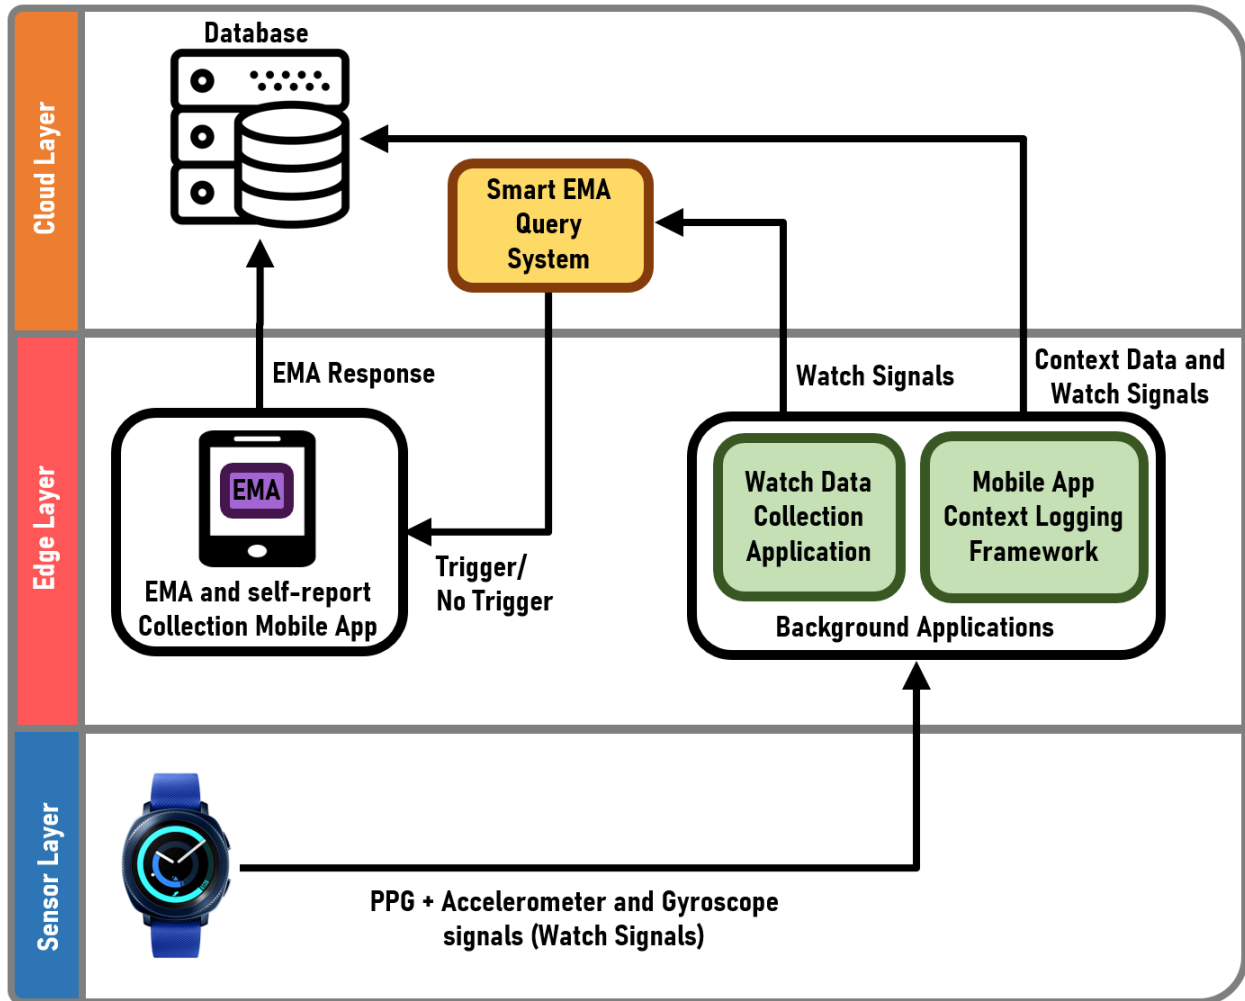 Cloud Layer
Database
Smart EMA
Query
System
Edge Layer
EMA Response
Watch Signals
Context Data and
Watch Signals
EMA
EMA and self-report
Collection Mobile App
Trigger/
No Trigger
Watch Data
Collection
Application
Mobile App
Context Logging
Framework
Background Applications
Sensor Layer
PPG + Accelerometer and Gyroscope
signals (Watch Signals)